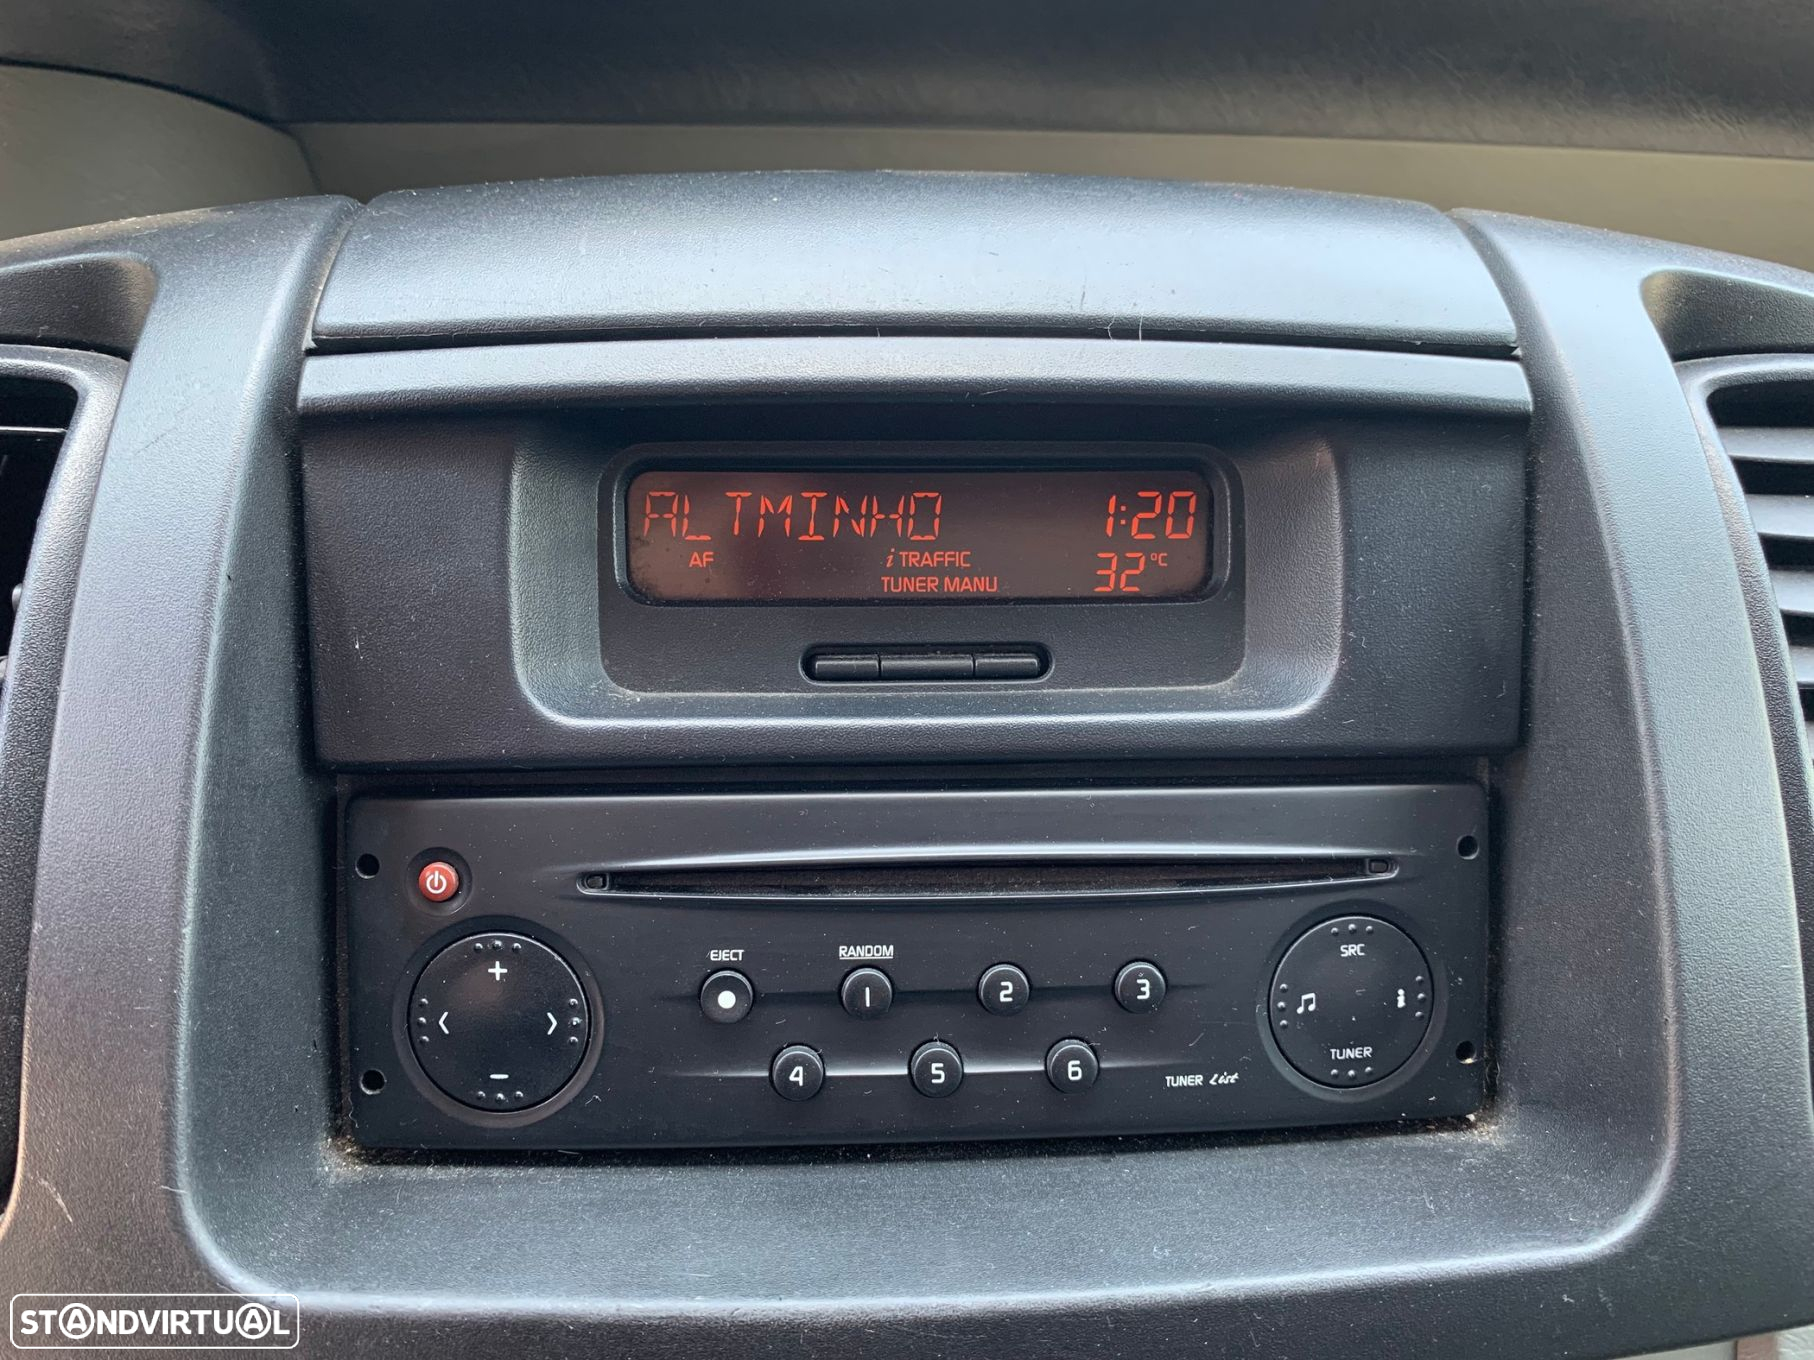 ALTMINHO 1:20
AF i TRAFFIC 32 °C
TUNER MANU
EJECT RANDOM SRC
1 2 3
4 5 6
TUNER
TUNER List
STANDVIRTUAL